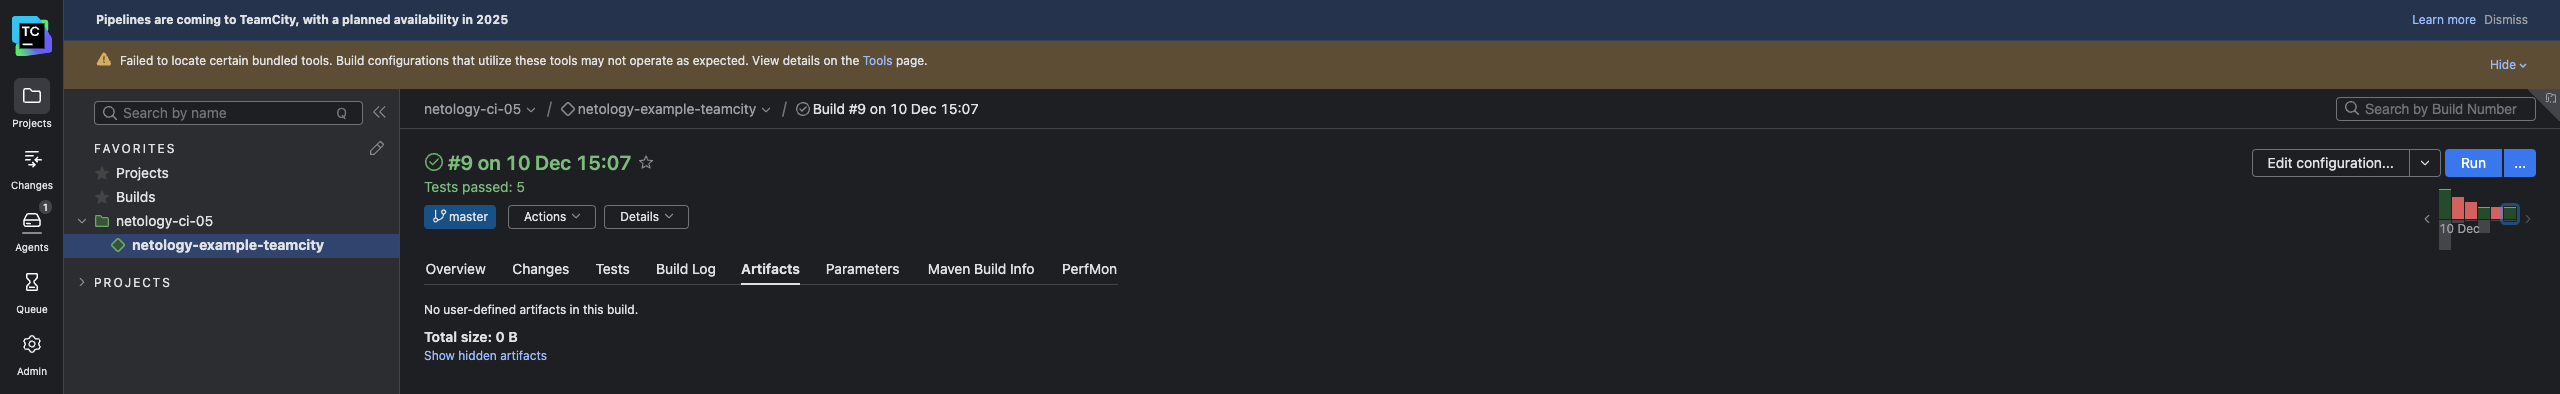 Pipelines are coming to TeamCity, with a planned availability in 2025
Learn more Dismiss
TC
Failed to locate certain bundled tools. Build configurations that utilize these tools may not operate as expected. View details on the Tools page.
Hide
Projects
Changes
1
Agents
Queue
Admin
Search by name Q
FAVORITES
Projects
Builds
netology-ci-05
netology-example-teamcity
PROJECTS
netology-ci-05 / netology-example-teamcity / Build #9 on 10 Dec 15:07
Search by Build Number
#9 on 10 Dec 15:07
Edit configuration... Run ...
Tests passed: 5
master Actions Details
10 Dec
Overview Changes Tests Build Log Artifacts Parameters Maven Build Info PerfMon
No user-defined artifacts in this build.
Total size: 0 B
Show hidden artifacts